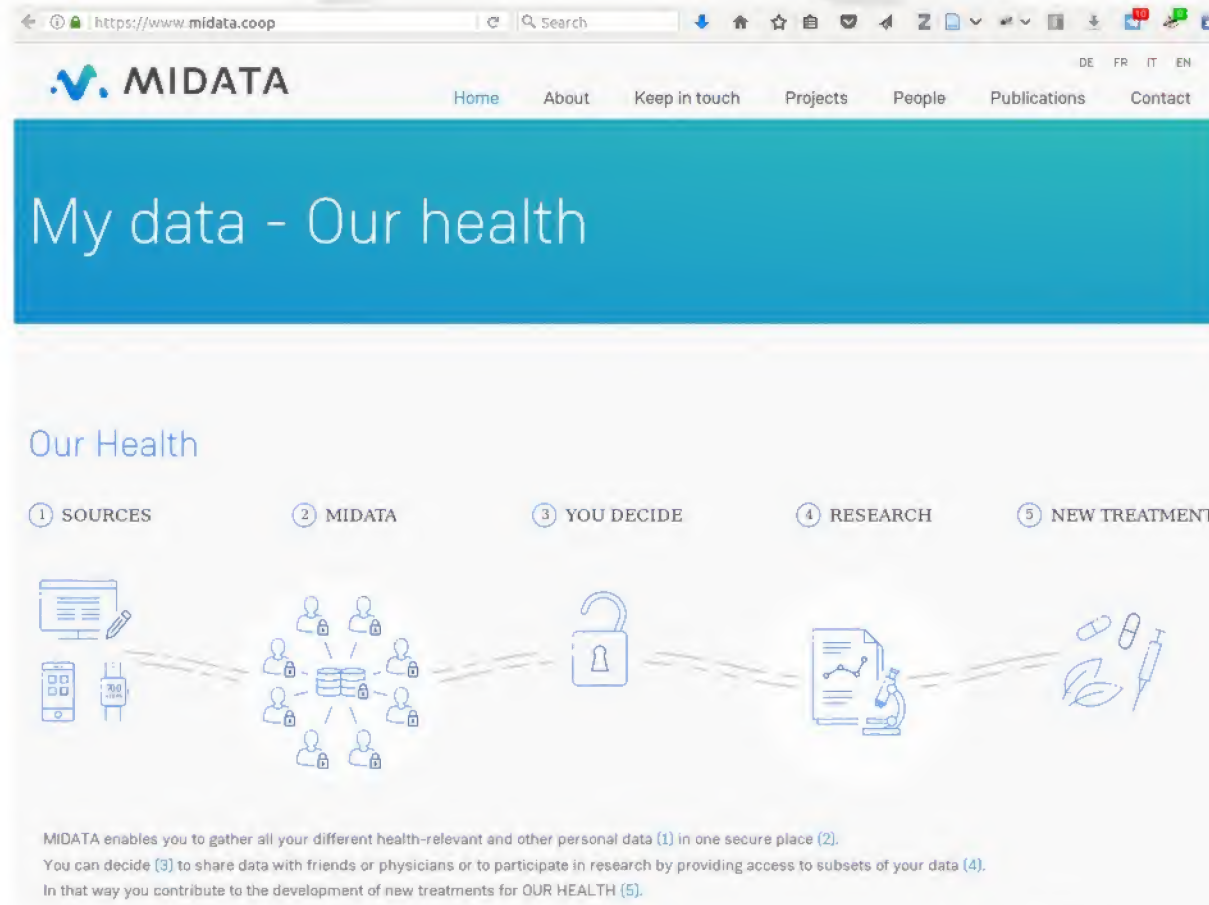 https://www.midata.coop
Search
10
MIDATA
DE FR IT EN
Home About Keep in touch Projects People Publications Contact
My data - Our health
Our Health
1 SOURCES 2 MIDATA 3 YOU DECIDE 4 RESEARCH 5 NEW TREATMENT
MIDATA enables you to gather all your different health-relevant and other personal data (1) in one secure place (2).
You can decide (3) to share data with friends or physicians or to participate in research by providing access to subsets of your data (4).
In that way you contribute to the development of new treatments for OUR HEALTH (5).